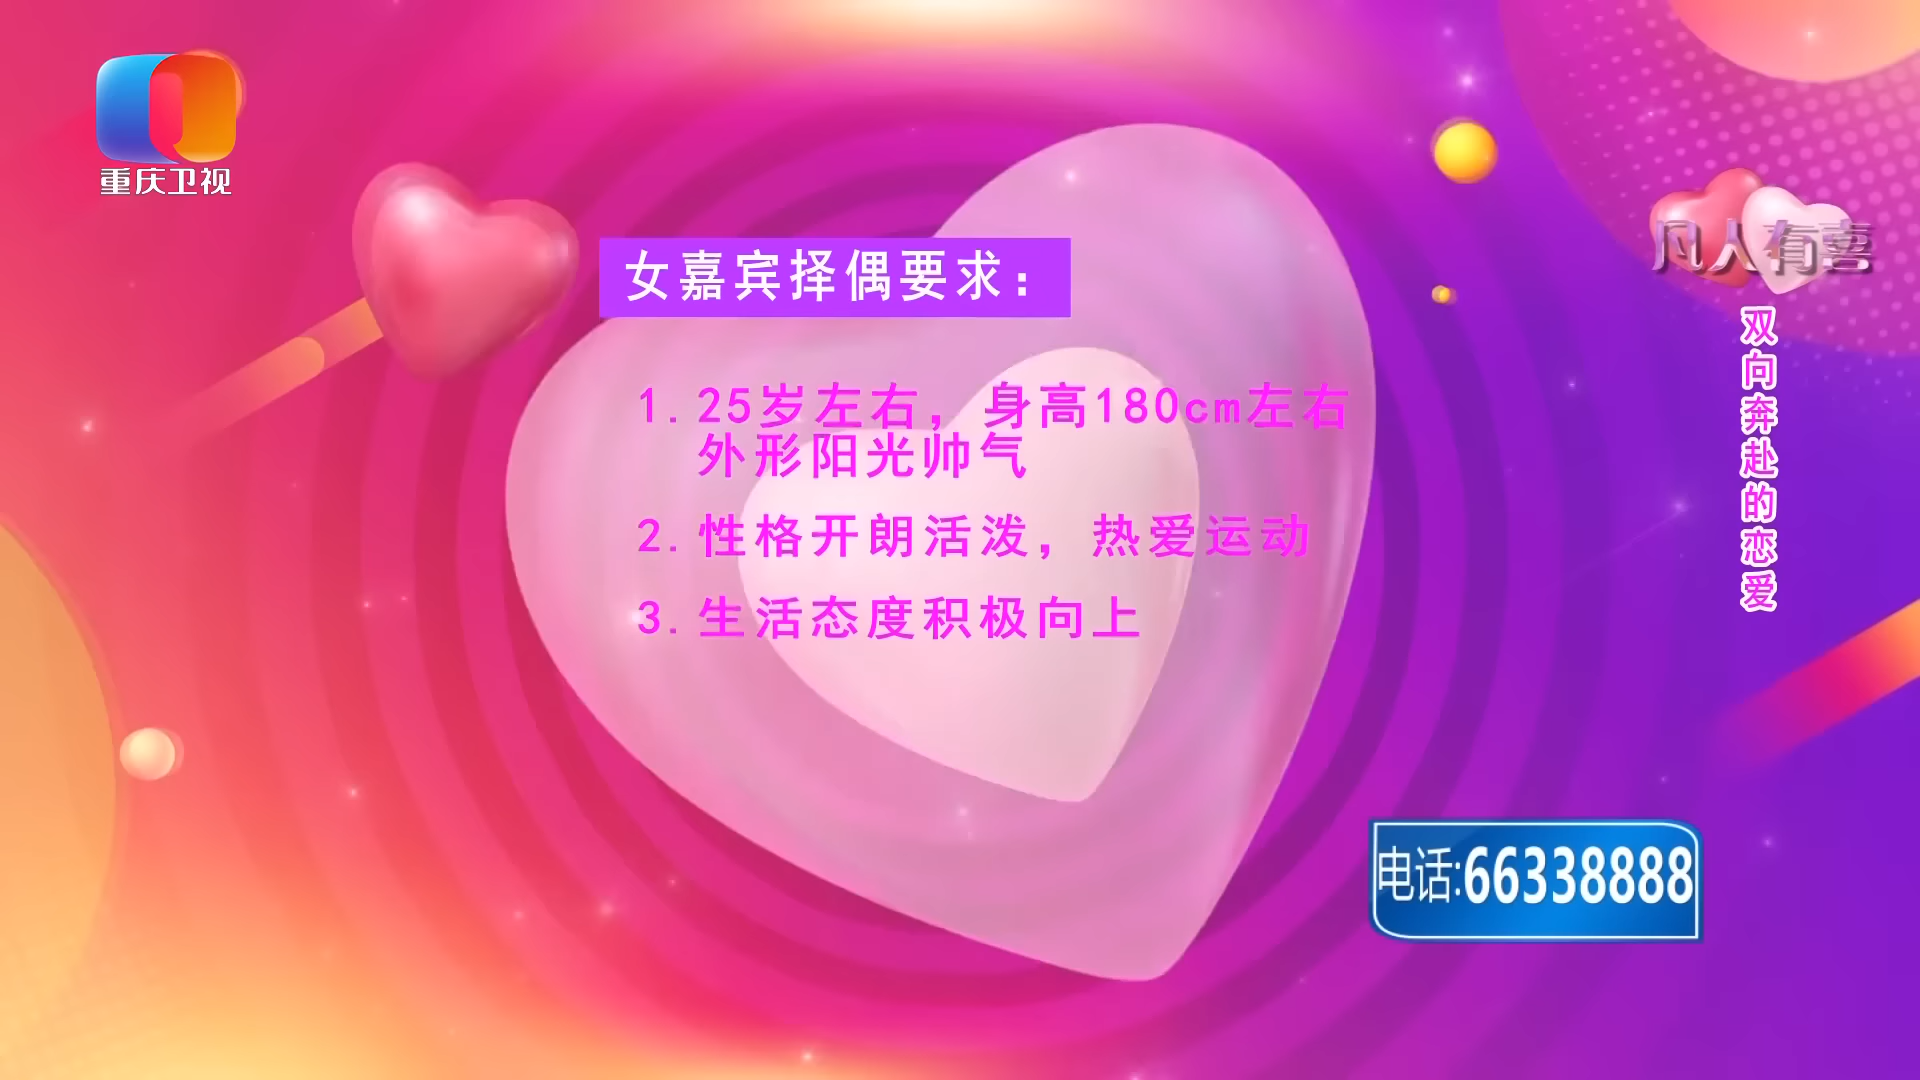 重庆卫视
凡人有喜
双向奔赴的恋爱
女嘉宾择偶要求：
1.25岁左右，身高180cm左右
外形阳光帅气
2.性格开朗活泼，热爱运动
3.生活态度积极向上
电话:66338888